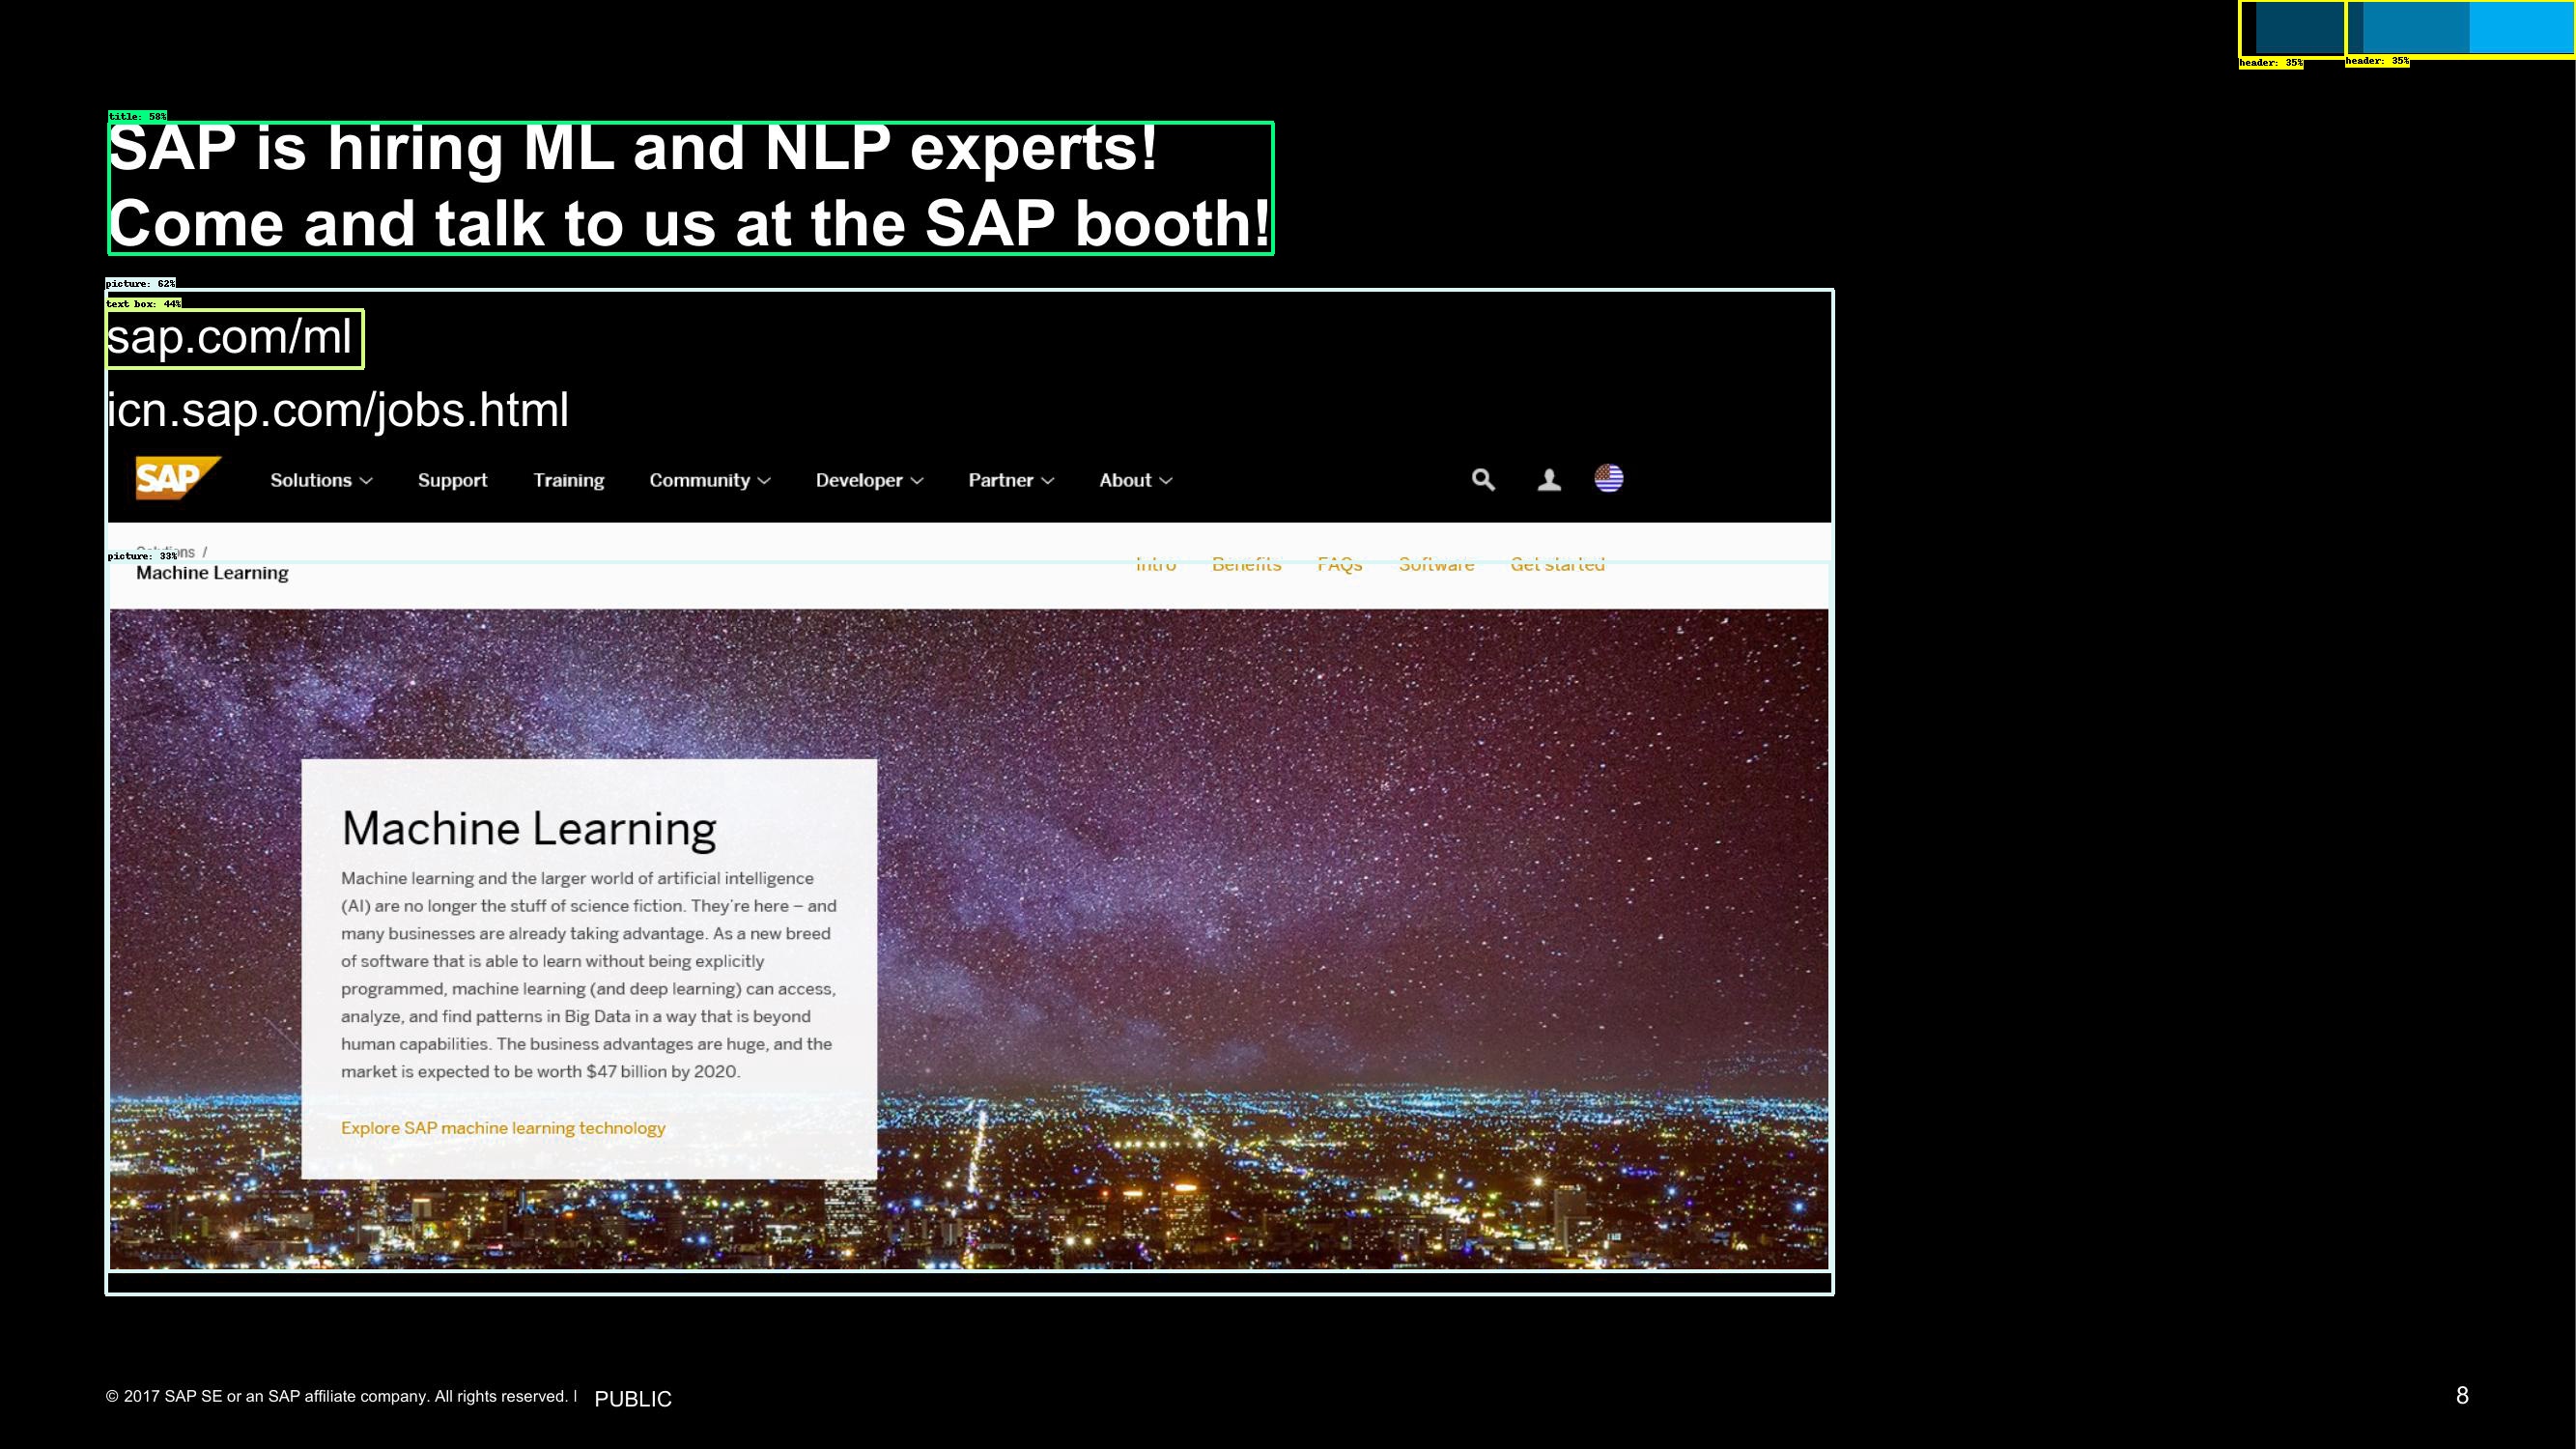 header: 35%
header: 35%
title: 58%
SAP is hiring ML and NLP experts!
Come and talk to us at the SAP booth!
picture: 62%
text box: 44%
sap.com/ml
icn.sap.com/jobs.html
SAP Solutions Support Training Community Developer Partner About
picture: 33%
Machine Learning
Intro Benefits FAQs Software Get started
Machine Learning
Machine learning and the larger world of artificial intelligence
(AI) are no longer the stuff of science fiction. They're here – and
many businesses are already taking advantage. As a new breed
of software that is able to learn without being explicitly
programmed, machine learning (and deep learning) can access,
analyze, and find patterns in Big Data in a way that is beyond
human capabilities. The business advantages are huge, and the
market is expected to be worth $47 billion by 2020.
Explore SAP machine learning technology
© 2017 SAP SE or an SAP affiliate company. All rights reserved. | PUBLIC
8